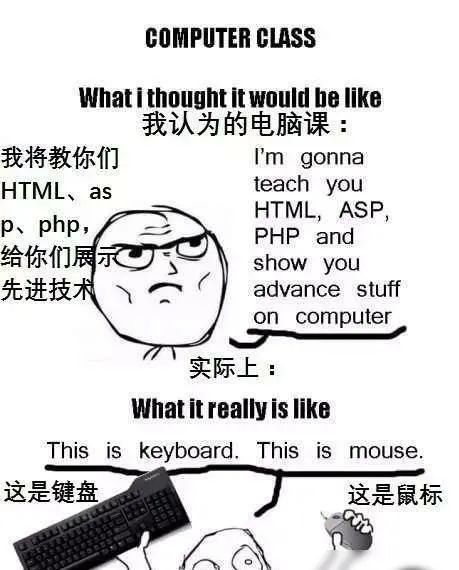 COMPUTER CLASS
What i thought it would be like
我认为的电脑课：
我将教你们
HTML、as
p、php，
给你们展示
先进技术
I'm gonna
teach you
HTML, ASP,
PHP and
show you
advance stuff
on computer
实际上：
What it really is like
This is keyboard. This is mouse.
这是键盘
这是鼠标